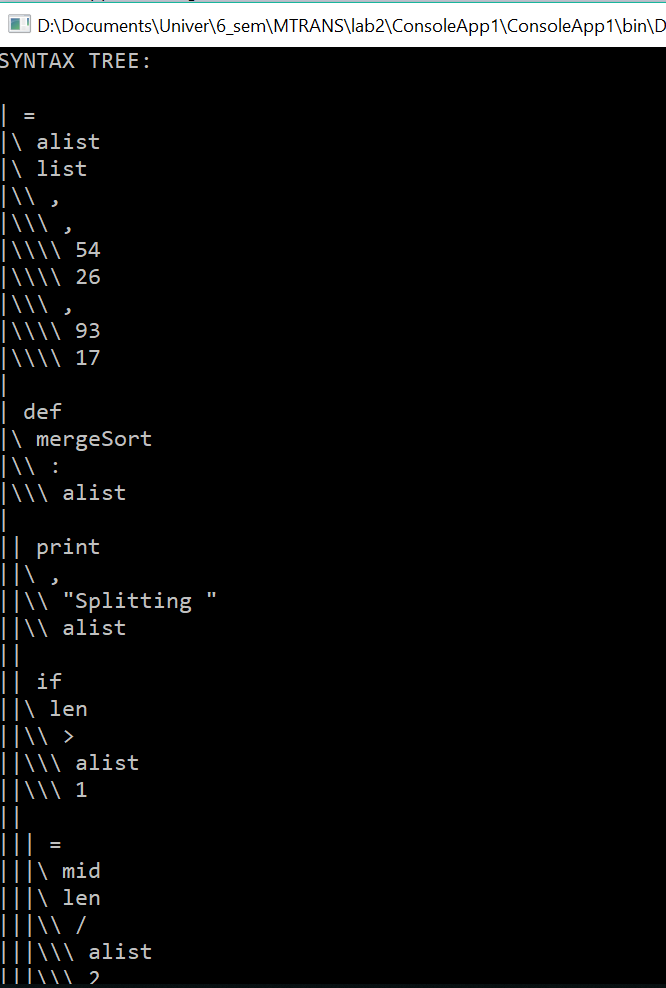 D:\Documents\Univer\6_sem\MTRANS\lab2\ConsoleApp1\ConsoleApp1\bin\D
SYNTAX TREE:
| =
|\ alist
|\ list
|\\ ,
|\\\ ,
|\\\\ 54
|\\\\ 26
|\\\ ,
|\\\\ 93
|\\\\ 17
|
| def
|\ mergeSort
|\\ :
|\\\ alist
|
|| print
||\ ,
||\\ "Splitting "
||\\ alist
||
|| if
||\ len
||\\ >
||\\\ alist
||\\\ 1
||
||| =
|||\ mid
|||\ len
|||\\ /
|||\\\ alist
|||\\\ 2